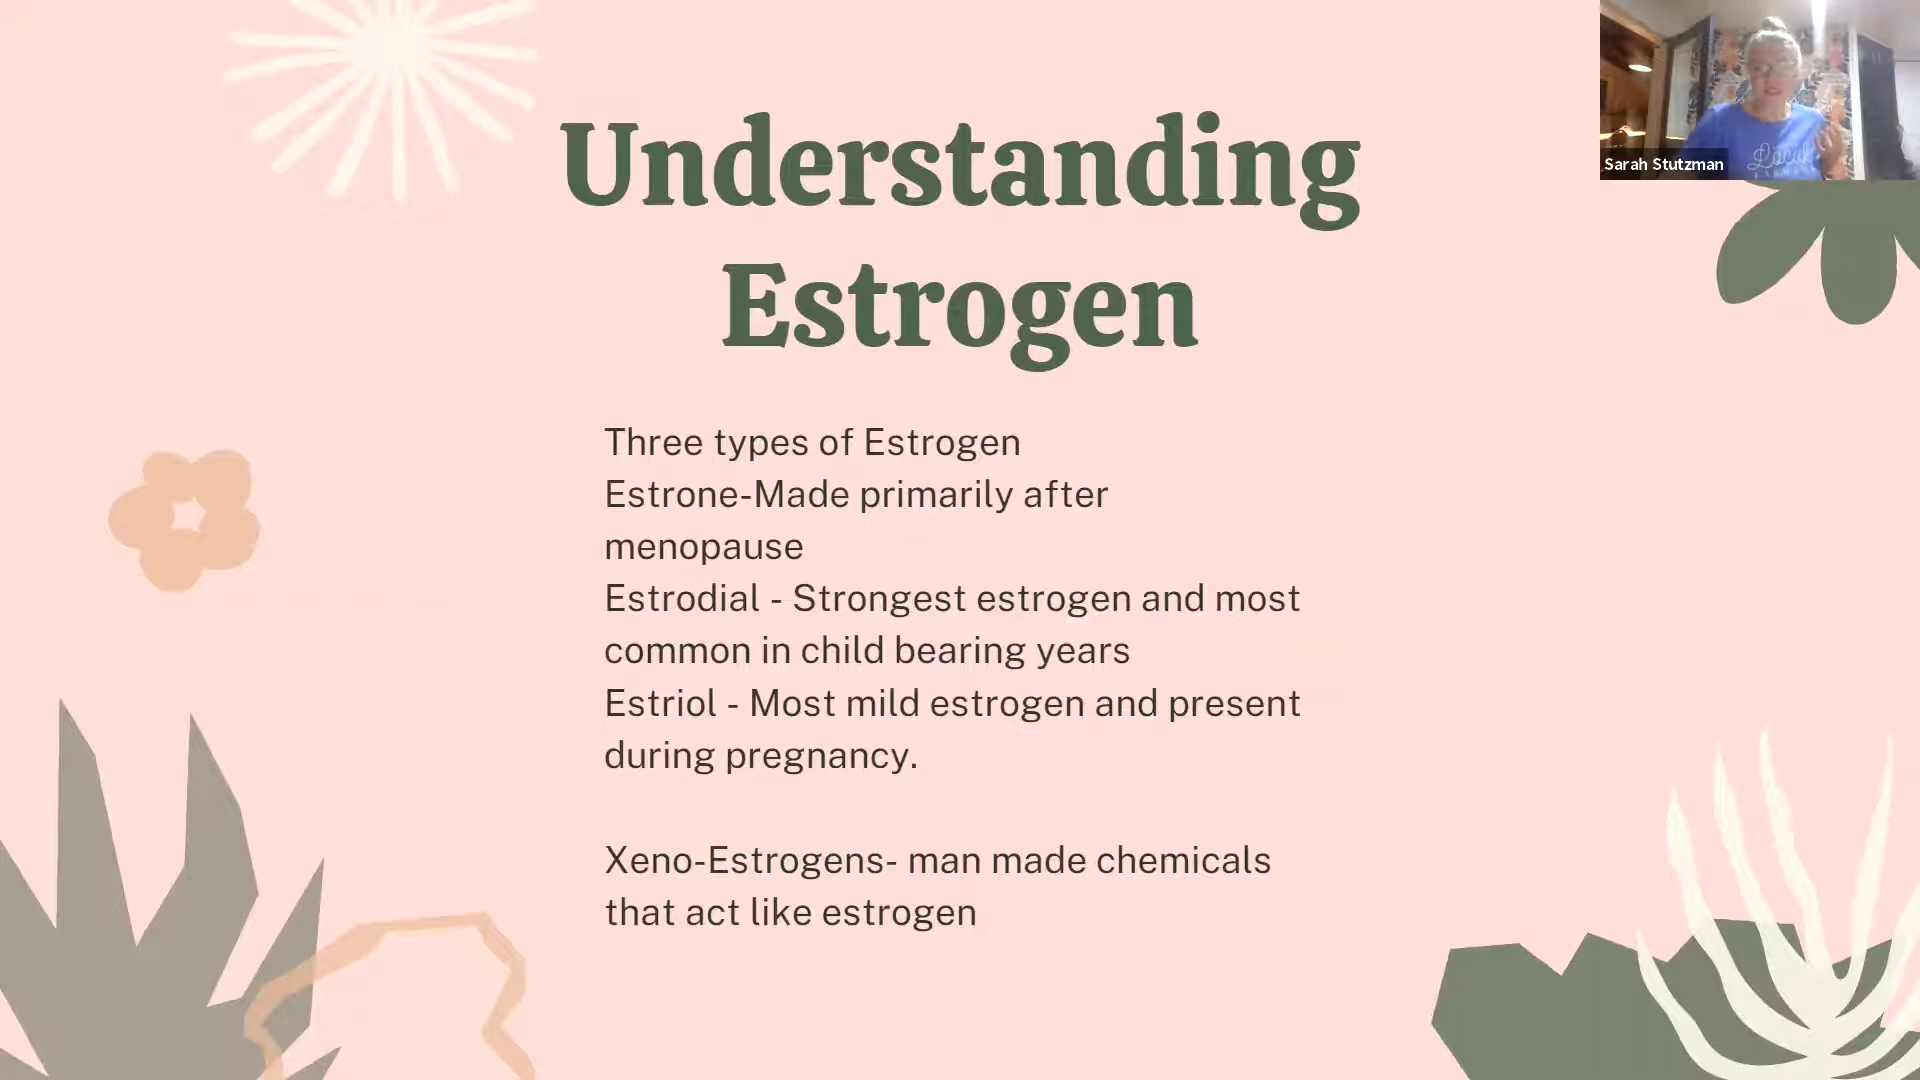 Understanding
Estrogen
Three types of Estrogen
Estrone-Made primarily after
menopause
Estrodial - Strongest estrogen and most
common in child bearing years
Estriol - Most mild estrogen and present
during pregnancy.
Xeno-Estrogens- man made chemicals
that act like estrogen
Sarah Stutzman
Local